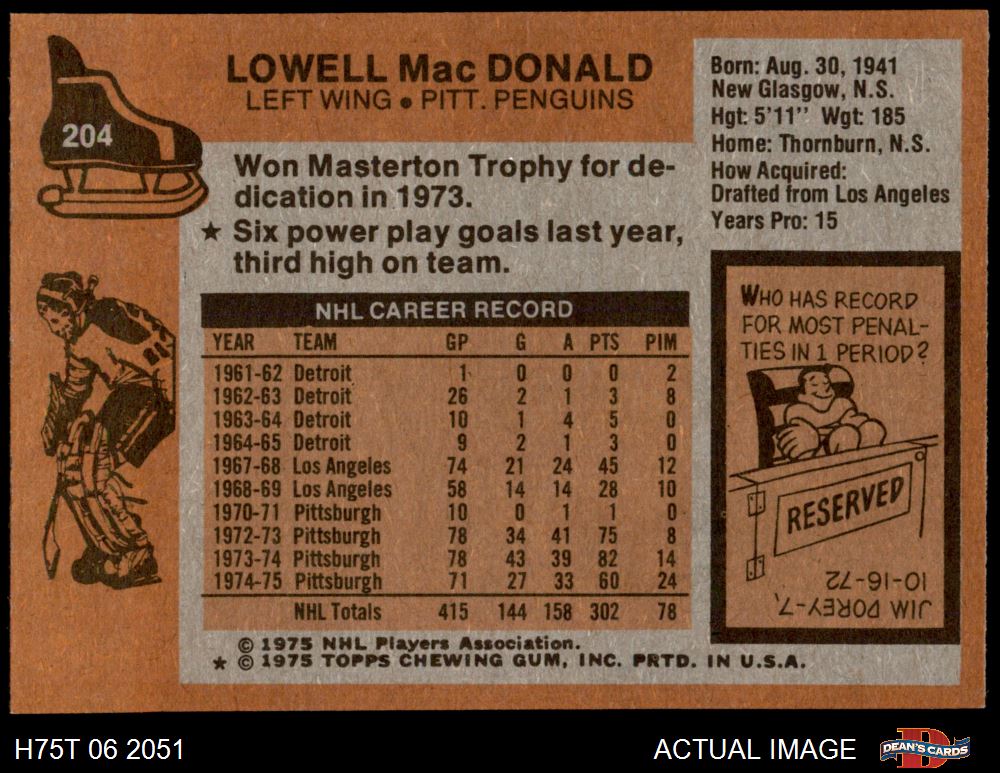 204
LOWELL Mac DONALD
LEFT WING ● PITT. PENGUINS
Born: Aug. 30, 1941
New Glasgow, N.S.
Hgt: 5'11'' Wgt: 185
Home: Thornburn, N.S.
How Acquired:
Drafted from Los Angeles
Years Pro: 15
Won Masterton Trophy for de-
dication in 1973.
★ Six power play goals last year,
third high on team.
NHL CAREER RECORD
YEAR TEAM GP G A PTS PIM
1961-62 Detroit 1 0 0 0 2
1962-63 Detroit 26 2 1 3 8
1963-64 Detroit 10 1 4 5 0
1964-65 Detroit 9 2 1 3 0
1967-68 Los Angeles 74 21 24 45 12
1968-69 Los Angeles 58 14 14 28 10
1970-71 Pittsburgh 10 0 1 1 0
1972-73 Pittsburgh 78 34 41 75 8
1973-74 Pittsburgh 78 43 39 82 14
1974-75 Pittsburgh 71 27 33 60 24
NHL Totals 415 144 158 302 78
© 1975 NHL Players Association.
★ © 1975 TOPPS CHEWING GUM, INC. PRTD. IN U.S.A.
WHO HAS RECORD
FOR MOST PENAL-
TIES IN 1 PERIOD?
RESERVED
JIM DOREY-7,
10-16-72
H75T 06 2051
ACTUAL IMAGE
DEAN'S CARDS